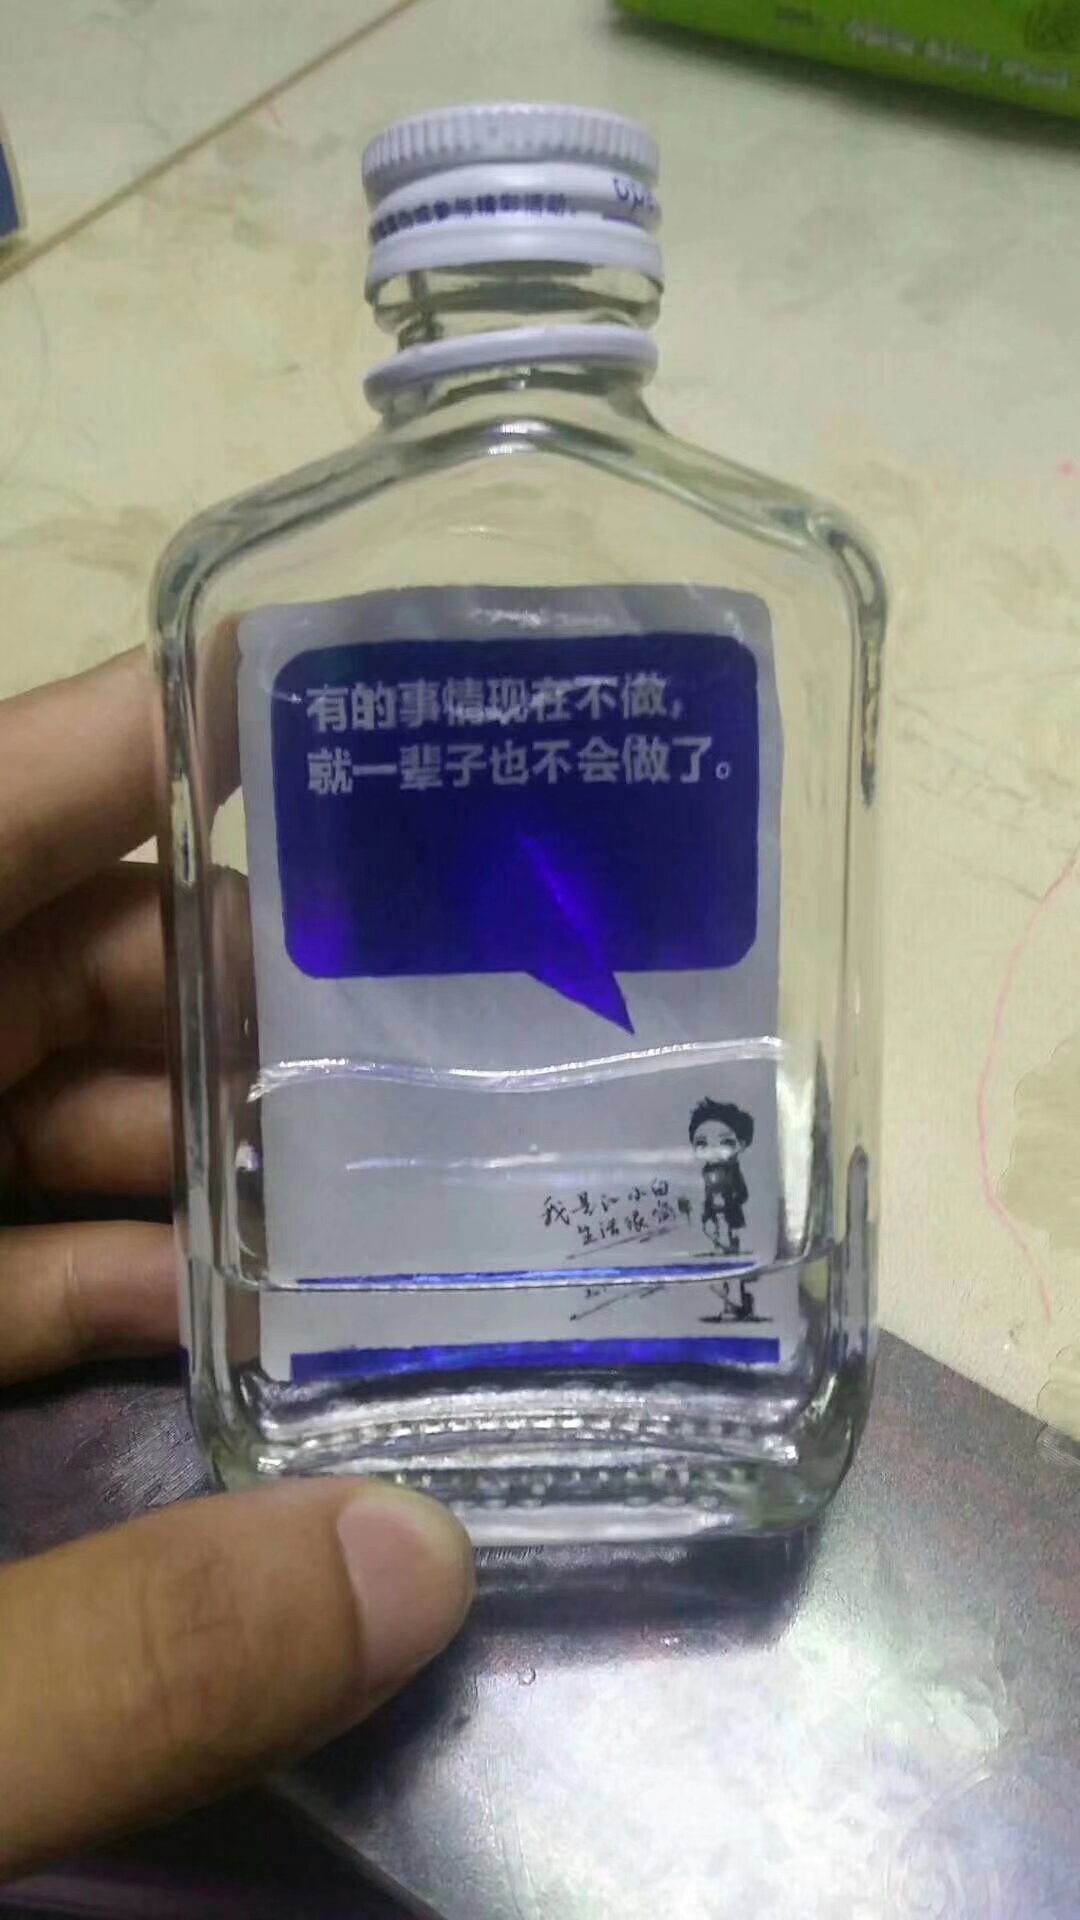 有的事情现在不做，
就一辈子也不会做了。
我是江小白
生活很简单